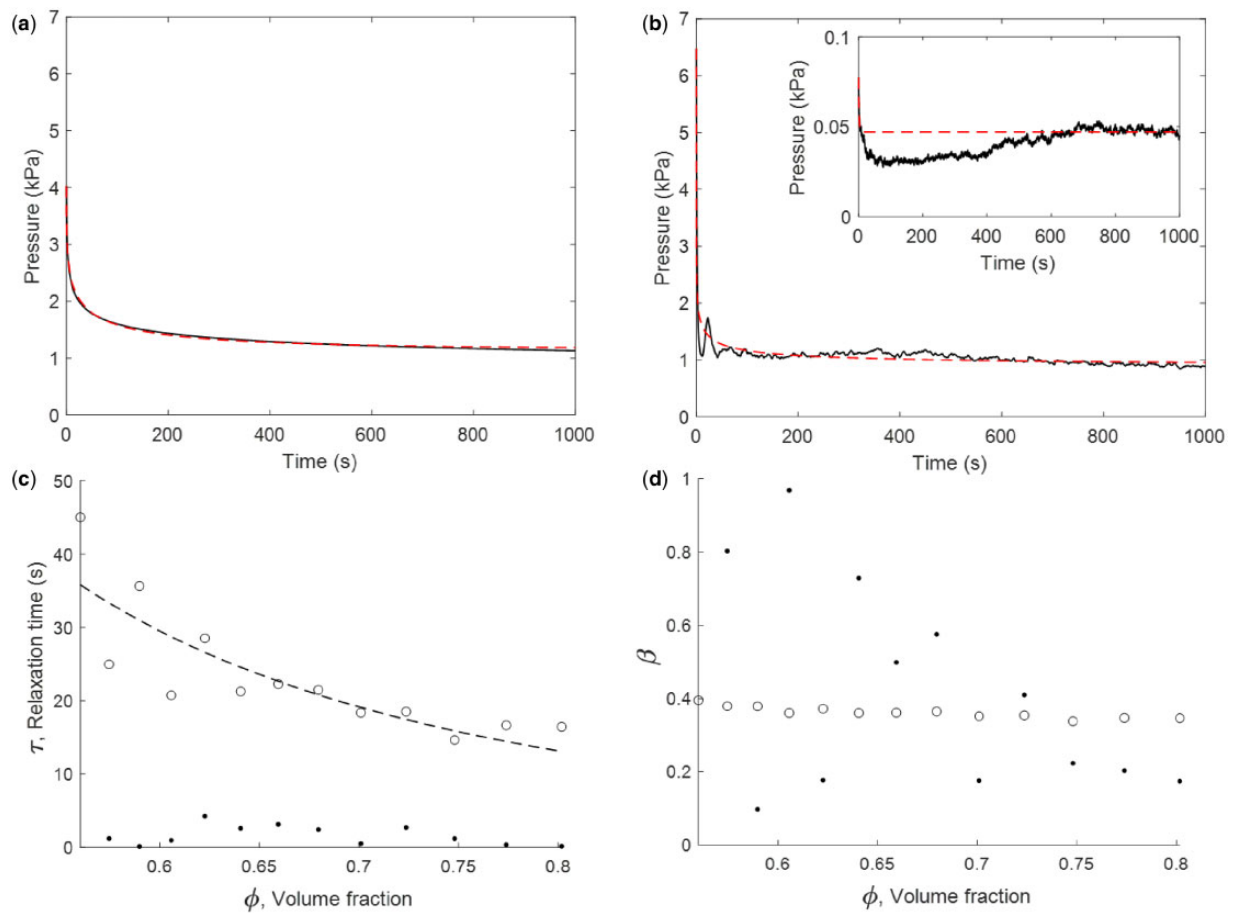 (a)
7
6
5
4
3
2
1
0
Pressure (kPa)
0 200 400 600 800 1000
Time (s)
(b)
7
6
5
4
3
2
1
0
Pressure (kPa)
0 200 400 600 800 1000
Time (s)
0.1
0.05
0
Pressure (kPa)
0 200 400 600 800 1000
Time (s)
(c)
50
40
30
20
10
0
τ, Relaxation time (s)
0.6 0.65 0.7 0.75 0.8
ϕ, Volume fraction
(d)
1
0.8
0.6
0.4
0.2
0
β
0.6 0.65 0.7 0.75 0.8
ϕ, Volume fraction